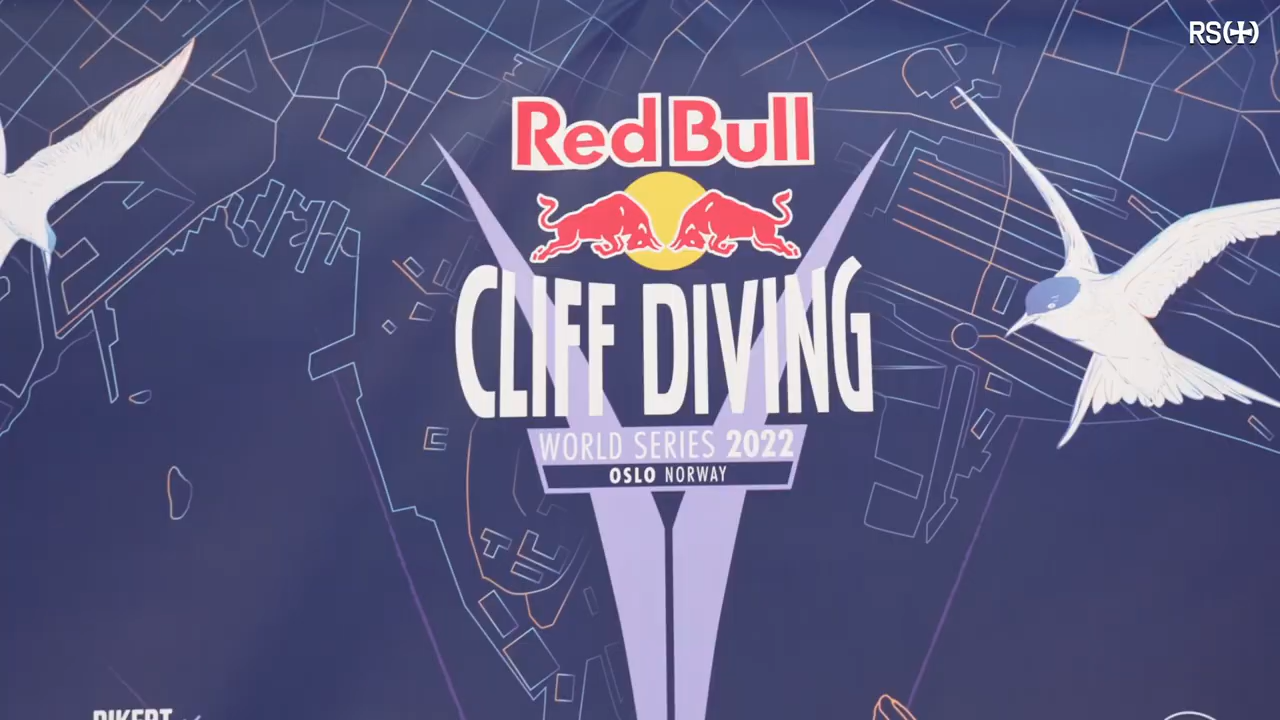 RS(H)
Red Bull
CLIFF DIVING
WORLD SERIES 2022
OSLO NORWAY